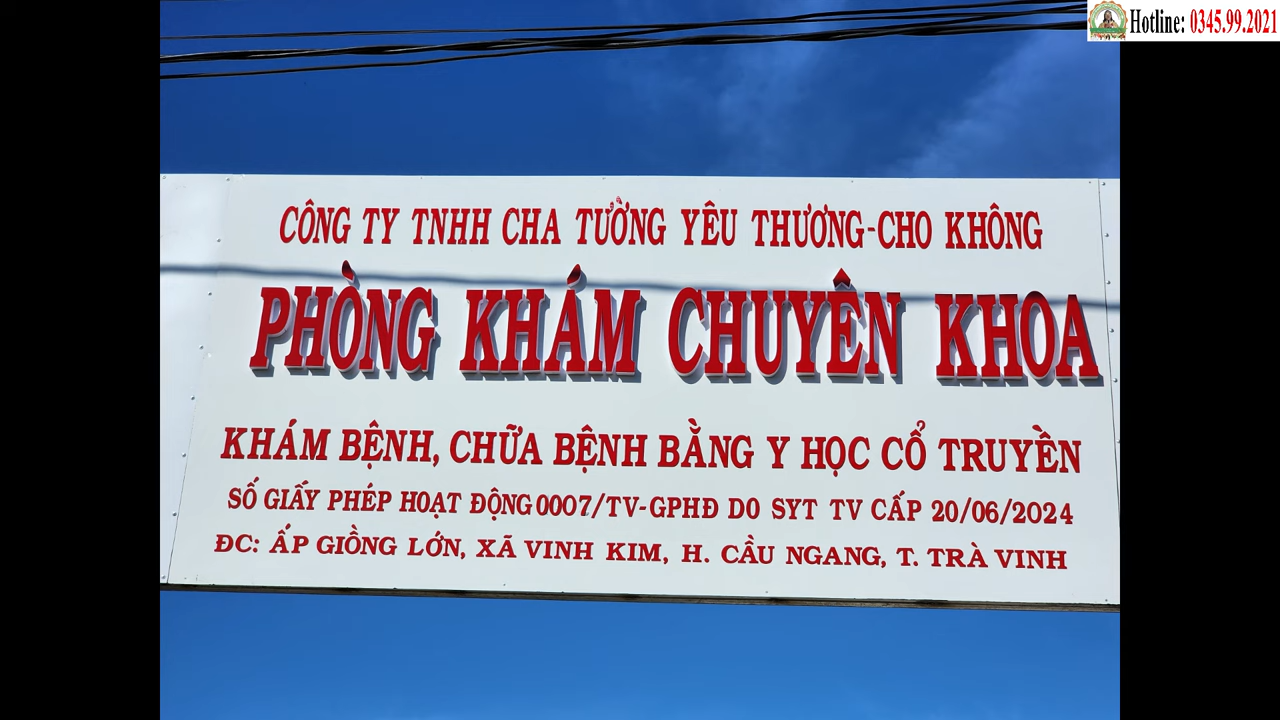 Hotline: 0345.99.2021
CÔNG TY TNHH CHA TƯỜNG YÊU THƯƠNG-CHO KHÔNG
PHÒNG KHÁM CHUYÊN KHOA
KHÁM BỆNH, CHỮA BỆNH BẰNG Y HỌC CỔ TRUYỀN
SỐ GIẤY PHÉP HOẠT ĐỘNG 0007/TV-GPHĐ DO SYT TV CẤP 20/06/2024
ĐC: ẤP GIỒNG LỚN, XÃ VINH KIM, H. CẦU NGANG, T. TRÀ VINH